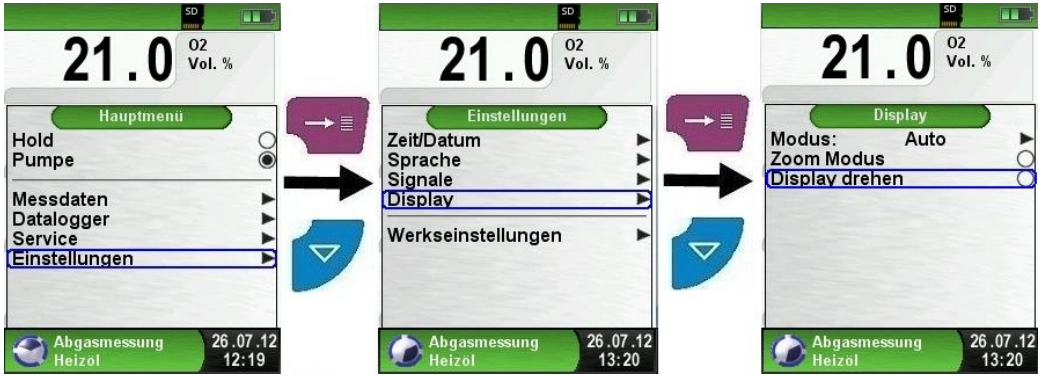 SD
21.0 O2
Vol. %
Hauptmenü
Hold
Pumpe
Messdaten
Datalogger
Service
Einstellungen
Abgasmessung
Heizöl
26.07.12
12:19
SD
21.0 O2
Vol. %
Einstellungen
Zeit/Datum
Sprache
Signale
Display
Werkseinstellungen
Abgasmessung
Heizöl
26.07.12
13:20
SD
21.0 O2
Vol. %
Display
Modus: Auto
Zoom Modus
Display drehen
Abgasmessung
Heizöl
26.07.12
13:20